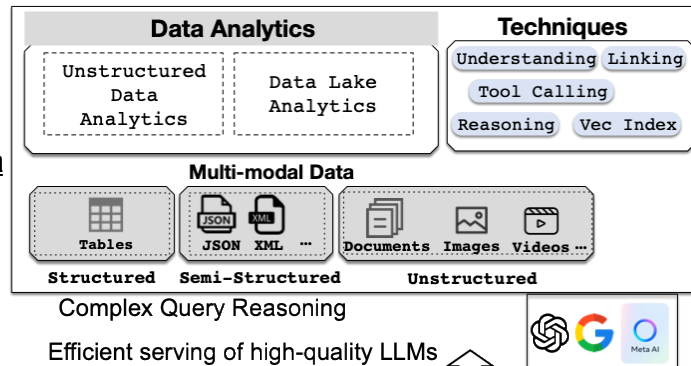 Data Analytics
Unstructured
Data
Analytics
Data Lake
Analytics
Techniques
Understanding
Linking
Tool Calling
Reasoning
Vec Index
Multi-modal Data
Tables
JSON
JSON
XML
XML
...
Documents
Images
Videos...
Structured
Semi-Structured
Unstructured
Complex Query Reasoning
Efficient serving of high-quality LLMs
Meta AI